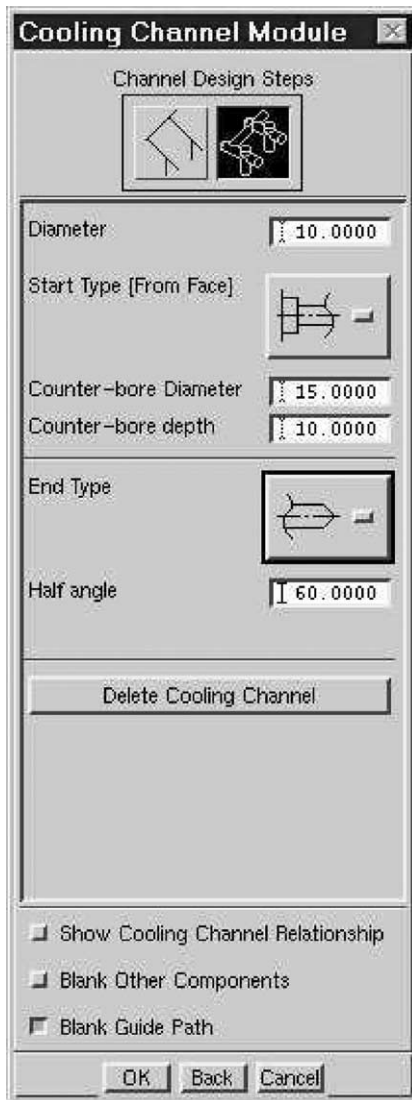 Cooling Channel Module
Channel Design Steps
Diameter 10.0000
Start Type [From Face]
Counter-bore Diameter 15.0000
Counter-bore depth 10.0000
End Type
Half angle 60.0000
Delete Cooling Channel
Show Cooling Channel Relationship
Blank Other Components
Blank Guide Path
OK Back Cancel